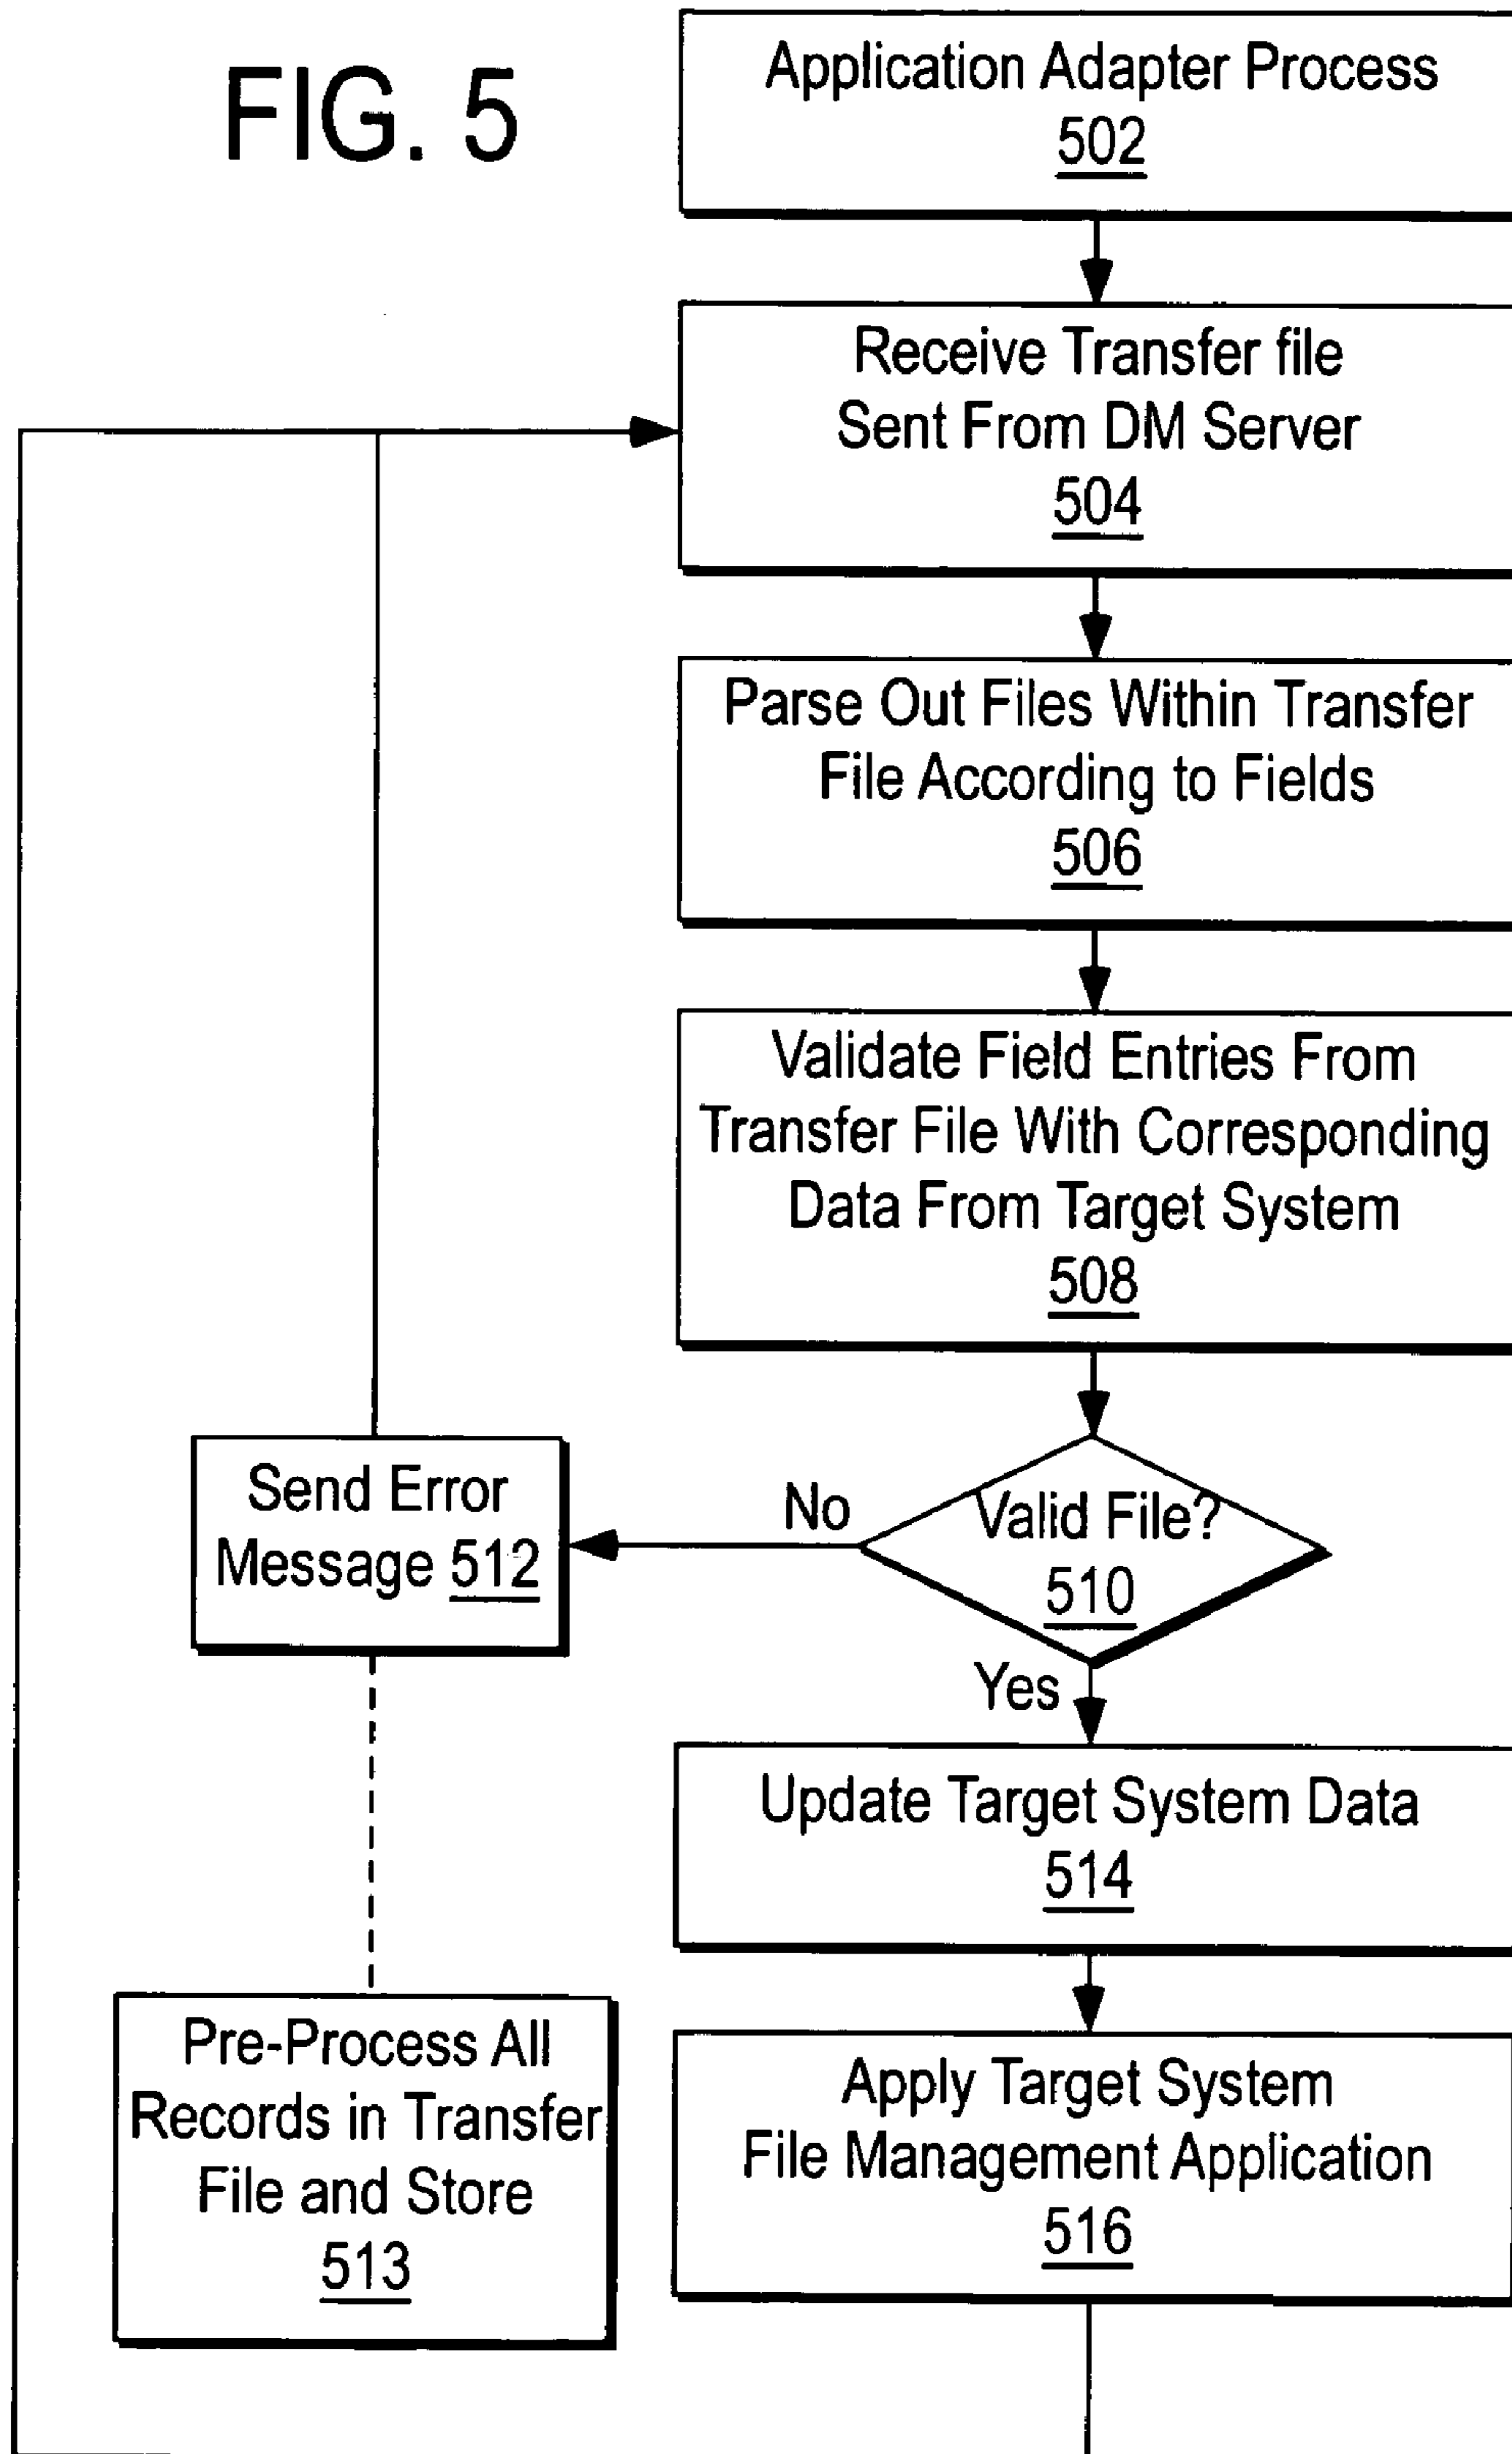 FIG. 5
Application Adapter Process
502
Receive Transfer file
Sent From DM Server
504
Parse Out Files Within Transfer
File According to Fields
506
Validate Field Entries From
Transfer File With Corresponding
Data From Target System
508
Valid File?
510
No
Send Error
Message 512
Yes
Update Target System Data
514
Pre-Process All
Records in Transfer
File and Store
513
Apply Target System
File Management Application
516